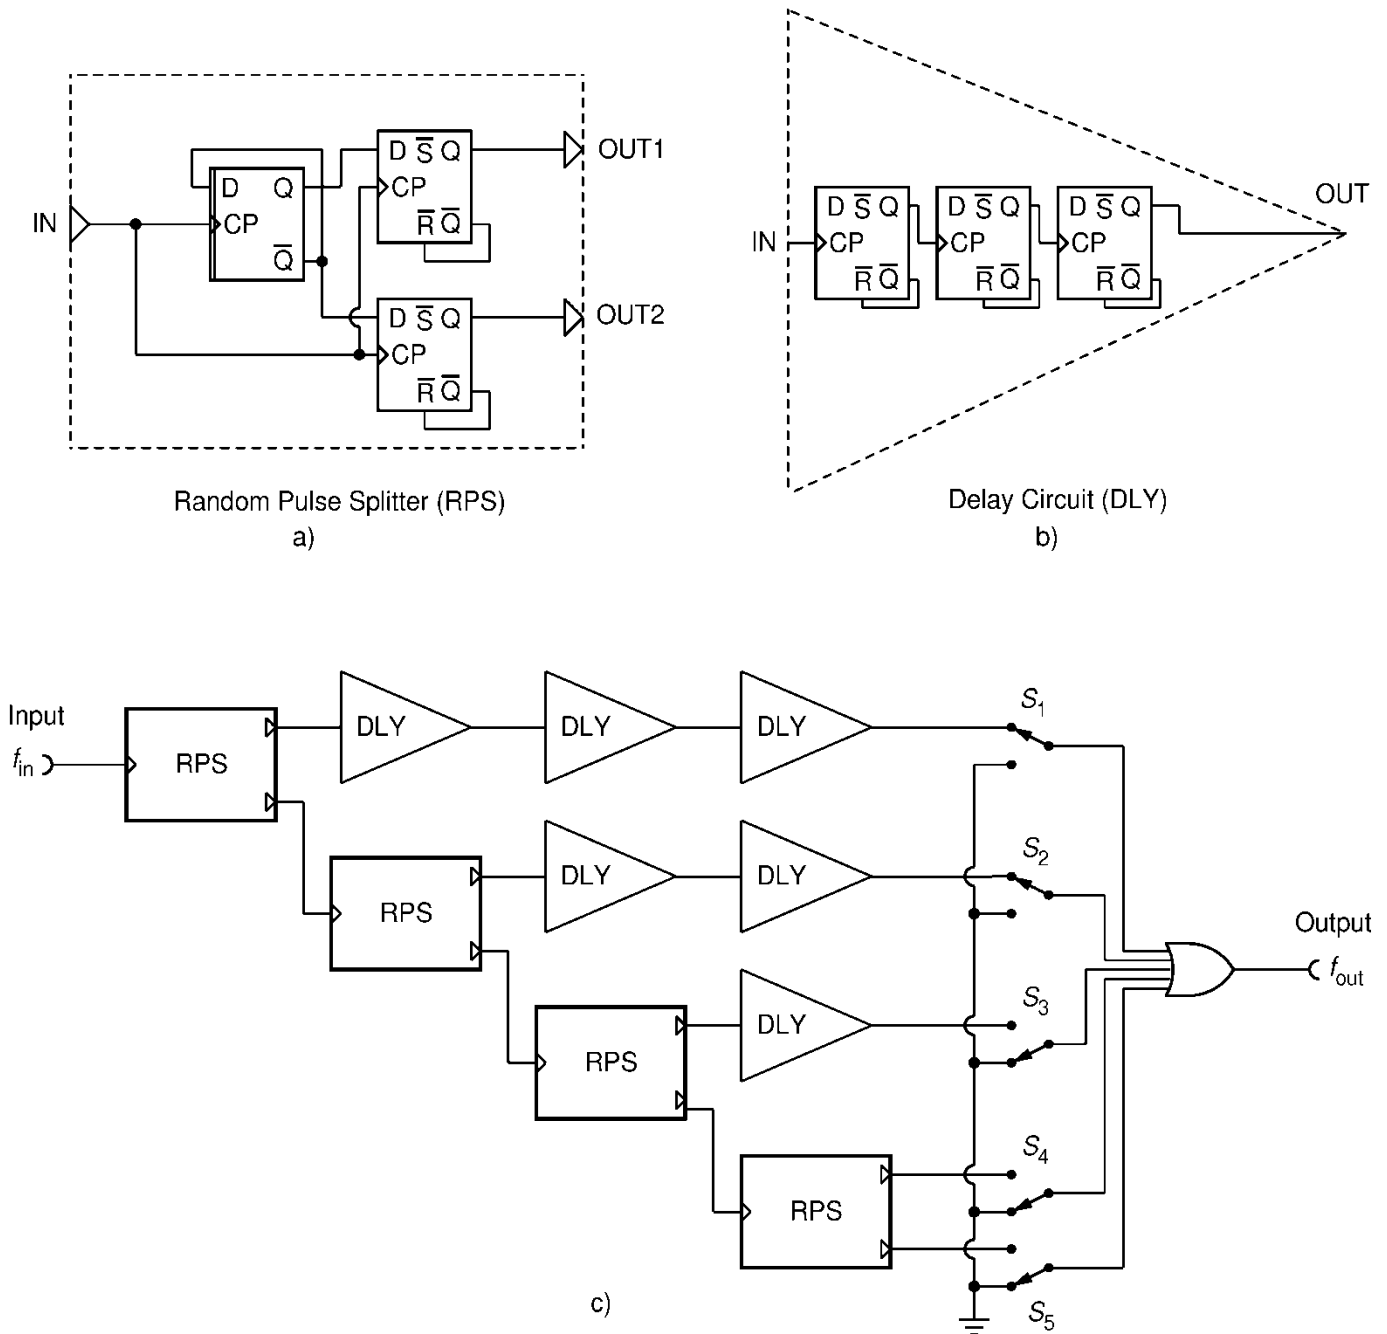 IN
D Q
CP
Q̅
D S̅ Q
CP
R̅ Q̅
OUT1
D S̅ Q
CP
R̅ Q̅
OUT2
Random Pulse Splitter (RPS)
a)
IN
D S̅ Q
CP
R̅ Q̅
D S̅ Q
CP
R̅ Q̅
D S̅ Q
CP
R̅ Q̅
OUT
Delay Circuit (DLY)
b)
Input
fin
RPS
DLY
DLY
DLY
S1
RPS
DLY
DLY
S2
Output
fout
RPS
DLY
S3
RPS
S4
S5
c)